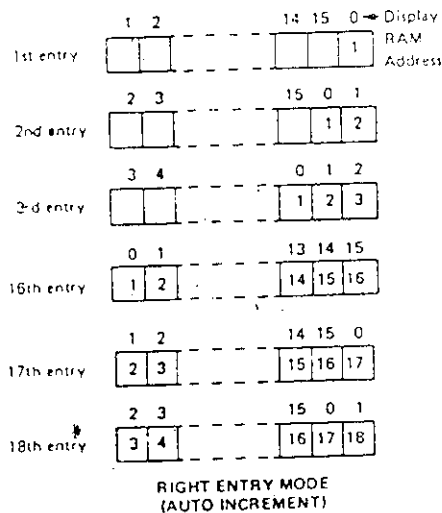 1 2 14 15 0 ← Display
RAM
1st entry 1 Address
2 3 15 0 1
2nd entry 1 2
3 4 0 1 2
3rd entry 1 2 3
0 1 13 14 15
16th entry 1 2 14 15 16
1 2 14 15 0
17th entry 2 3 15 16 17
2 3 15 0 1
18th entry 3 4 16 17 18
RIGHT ENTRY MODE
(AUTO INCREMENT)